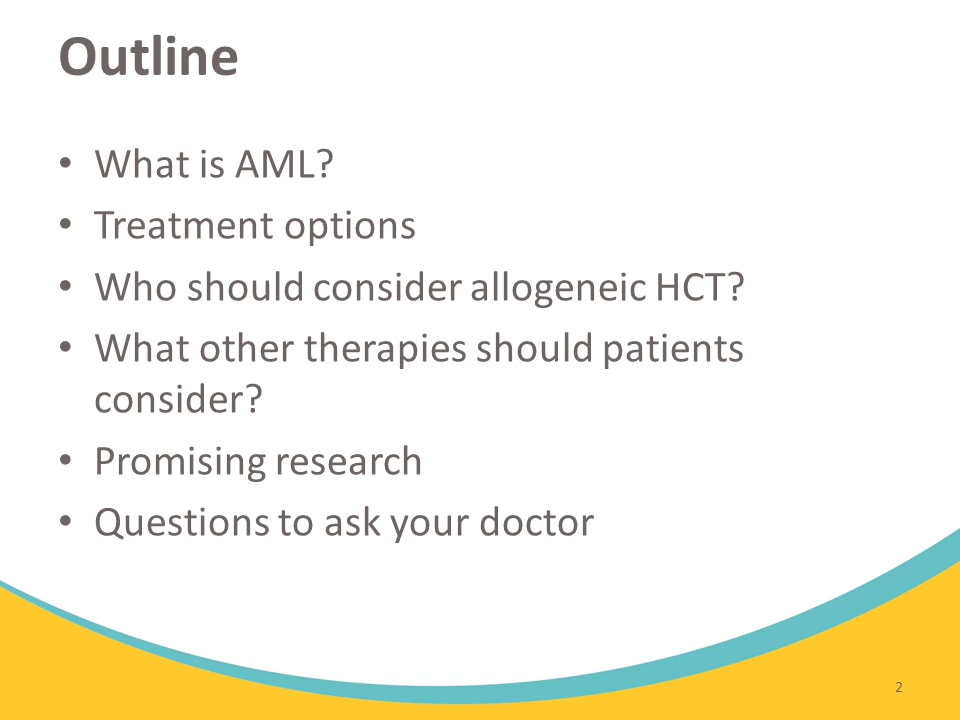 Outline
• What is AML?
• Treatment options
• Who should consider allogeneic HCT?
• What other therapies should patients
consider?
• Promising research
• Questions to ask your doctor
2